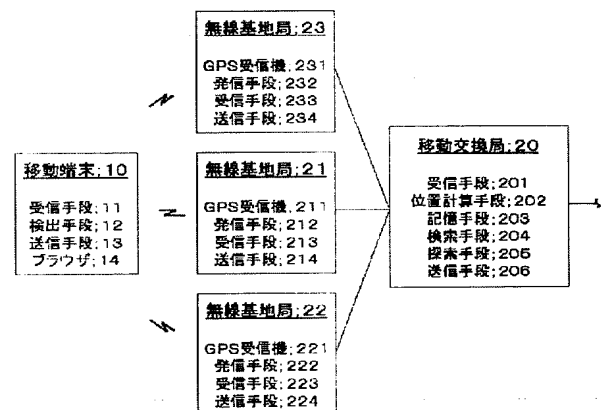 無線基地局;23
GPS受信機;231
発信手段;232
受信手段;233
送信手段;234
移動端末;10
受信手段;11
検出手段;12
送信手段;13
ブラウザ;14
無線基地局;21
GPS受信機;211
発信手段;212
受信手段;213
送信手段;214
無線基地局;22
GPS受信機;221
発信手段;222
受信手段;223
送信手段;224
移動交換局;20
受信手段;201
位置計算手段;202
記憶手段;203
検索手段;204
探索手段;205
送信手段;206